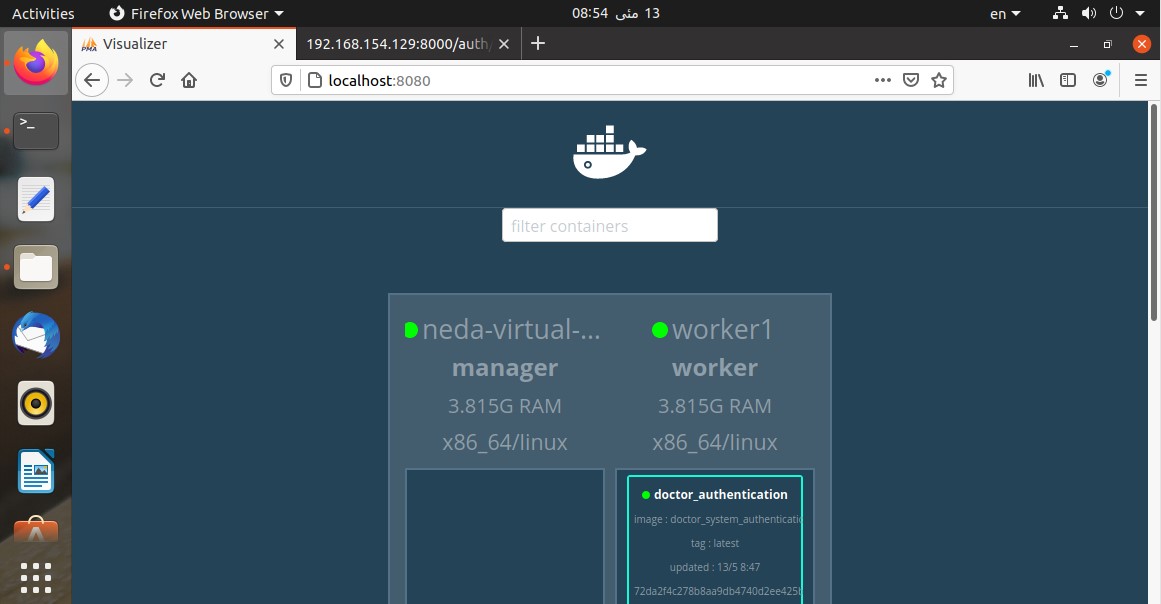 Activities Firefox Web Browser 13 مئی 08:54 en
PMA Visualizer 192.168.154.129:8000/auth/
localhost:8080
filter containers
neda-virtual-... worker1
manager worker
3.815G RAM 3.815G RAM
x86_64/linux x86_64/linux
doctor_authentication
image : doctor_system_authenticatio
tag : latest
updated : 13/5 8:47
72da2f4c278b8aa9db4740d2ee425b